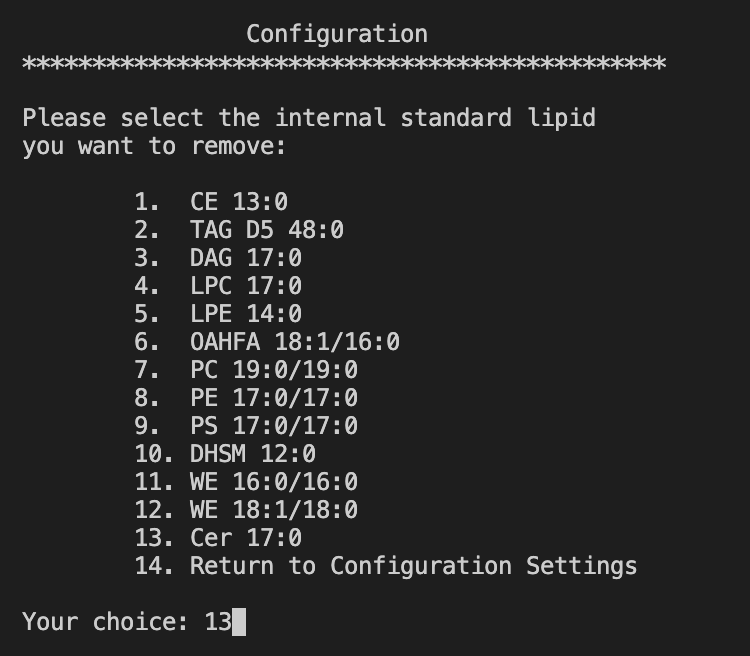 Configuration
**********************************************
Please select the internal standard lipid
you want to remove:
1. CE 13:0
2. TAG D5 48:0
3. DAG 17:0
4. LPC 17:0
5. LPE 14:0
6. OAHFA 18:1/16:0
7. PC 19:0/19:0
8. PE 17:0/17:0
9. PS 17:0/17:0
10. DHSM 12:0
11. WE 16:0/16:0
12. WE 18:1/18:0
13. Cer 17:0
14. Return to Configuration Settings
Your choice: 13